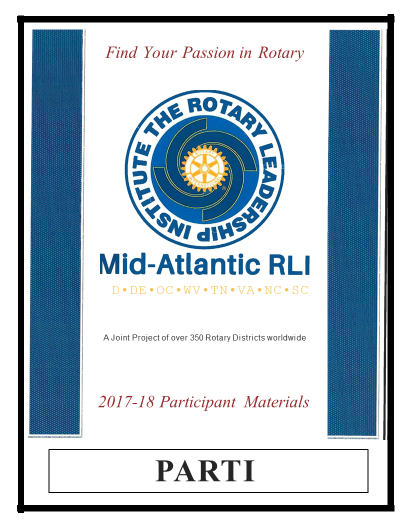 Find Your Passion in Rotary
THE ROTARY LEADERSHIP INSTITUTE
Mid-Atlantic RLI
D•DE•OC•WV•TN•VA•NC•SC
A Joint Project of over 350 Rotary Districts worldwide
2017-18 Participant Materials
PARTI